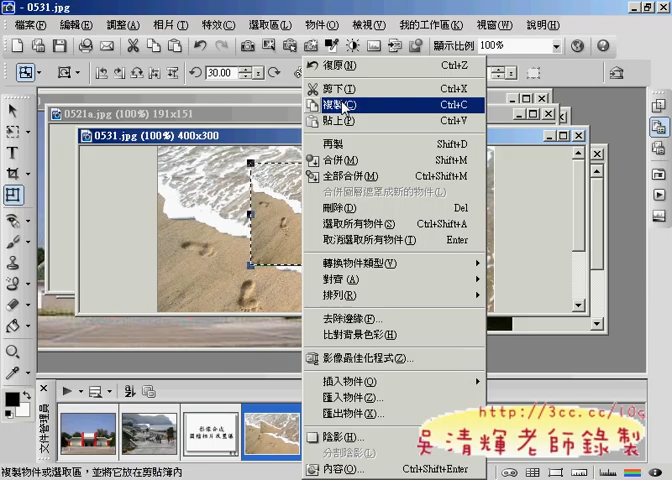 - 0531.jpg
檔案(F) 編輯(E) 調整(A) 相片(T) 特效(C) 選取區(L) 物件(O) 檢視(V) 我的工作區(K) 視窗(W) 說明(H)
顯示比例 100%
30.00
0521a.jpg (100%) 191x151
0531.jpg (100%) 400x300
復原(N) Ctrl+Z
剪下(T) Ctrl+X
複製(C) Ctrl+C
貼上(P) Ctrl+V
再製 Shift+D
合併(M) Shift+M
全部合併(M) Ctrl+Shift+M
合併圖層遮罩成新的物件(L)
刪除(D) Del
選取所有物件(S) Ctrl+Shift+A
取消選取所有物件(T) Enter
轉換物件類型(V)
對齊(A)
排列(R)
去除邊緣(F)...
比對背景色彩(H)
影像最佳化程式(Z)...
插入物件(Q)
匯入物件(Z)...
匯出物件(X)...
陰影(H)...
分割陰影(L)...
內容(O)... Ctrl+Shift+Enter
文件管理員
影像合成
http://3cc.cc/10g
吳清輝老師錄製
複製物件或選取區，並將它放在剪貼簿內